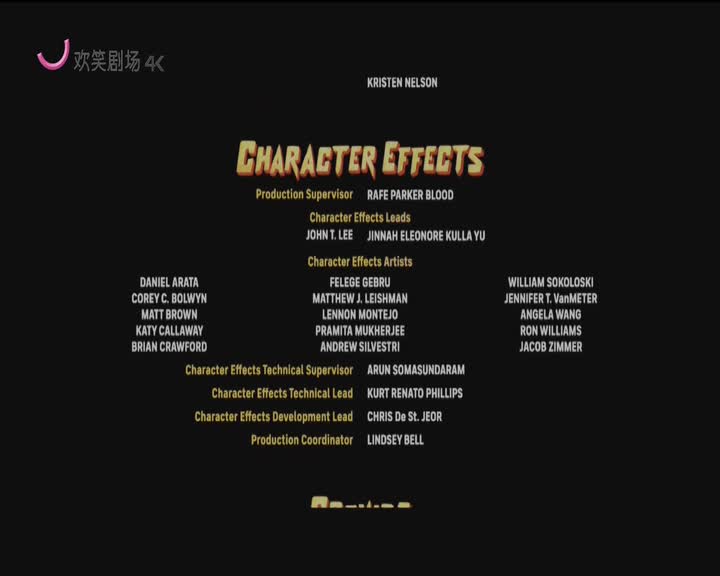 欢笑剧场 4K
KRISTEN NELSON
CHARACTER EFFECTS
Production Supervisor RAFE PARKER BLOOD
Character Effects Leads
JOHN T. LEE JINNAH ELEONORE KULLA YU
Character Effects Artists
DANIEL ARATA FELEGE GEBRU WILLIAM SOKOLOSKI
COREY C. BOLWYN MATTHEW J. LEISHMAN JENNIFER T. VanMETER
MATT BROWN LENNON MONTEJO ANGELA WANG
KATY CALLAWAY PRAMITA MUKHERJEE RON WILLIAMS
BRIAN CRAWFORD ANDREW SILVESTRI JACOB ZIMMER
Character Effects Technical Supervisor ARUN SOMASUNDARAM
Character Effects Technical Lead KURT RENATO PHILLIPS
Character Effects Development Lead CHRIS De St. JEOR
Production Coordinator LINDSEY BELL